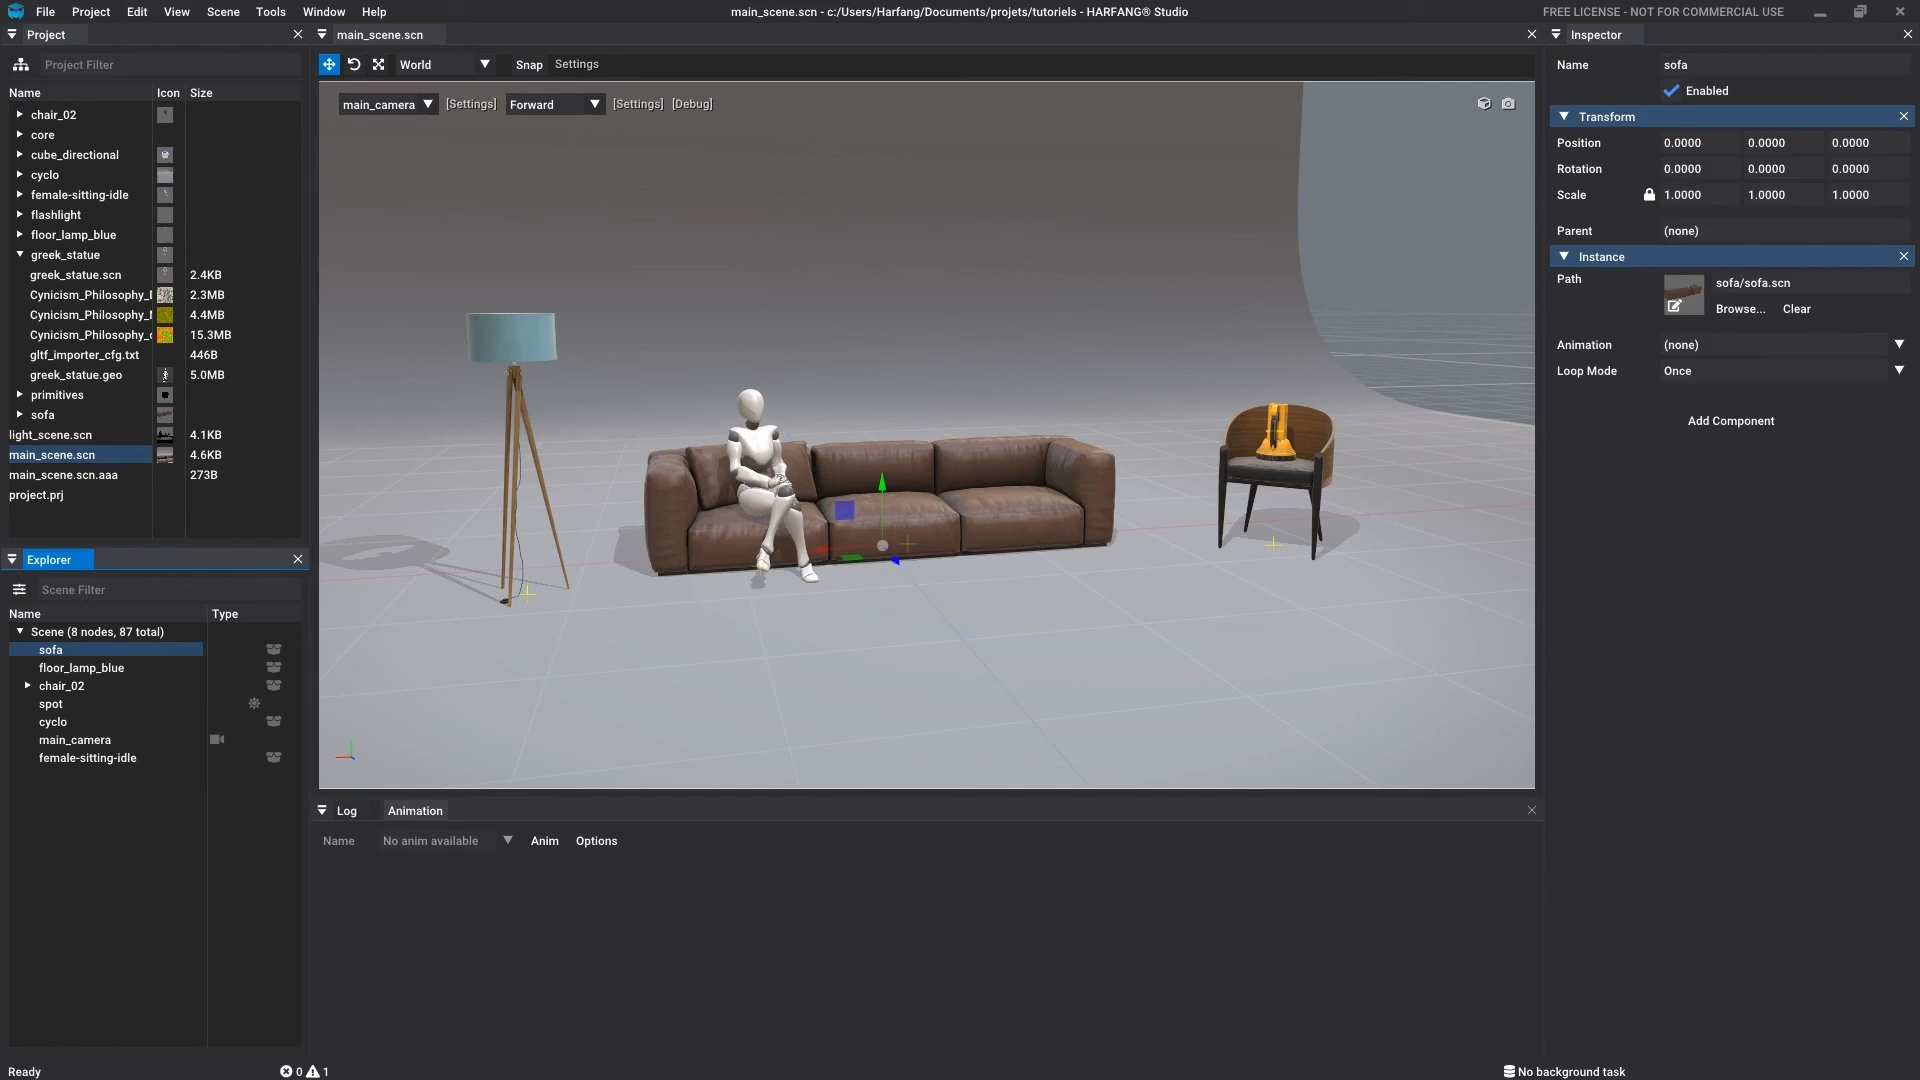 File Project Edit View Scene Tools Window Help
main_scene.scn - c:/Users/Harfang/Documents/projets/tutoriels - HARFANG® Studio
FREE LICENSE - NOT FOR COMMERCIAL USE
Project
Project Filter
Name Icon Size
chair_02
core
cube_directional
cyclo
female-sitting-idle
flashlight
floor_lamp_blue
greek_statue
greek_statue.scn 2.4KB
Cynicism_Philosophy_ 2.3MB
Cynicism_Philosophy_ 4.4MB
Cynicism_Philosophy_ 15.3MB
gltf_importer_cfg.txt 446B
greek_statue.geo 5.0MB
primitives
sofa
light_scene.scn 4.1KB
main_scene.scn 4.6KB
main_scene.scn.aaa 273B
project.prj
Explorer
Scene Filter
Name Type
Scene (8 nodes, 87 total)
sofa
floor_lamp_blue
chair_02
spot
cyclo
main_camera
female-sitting-idle
main_scene.scn
World Snap Settings
main_camera [Settings] Forward [Settings] [Debug]
Log Animation
Name No anim available Anim Options
Inspector
Name sofa
Enabled
Transform
Position 0.0000 0.0000 0.0000
Rotation 0.0000 0.0000 0.0000
Scale 1.0000 1.0000 1.0000
Parent (none)
Instance
Path sofa/sofa.scn
Browse... Clear
Animation (none)
Loop Mode Once
Add Component
Ready 0 1 No background task